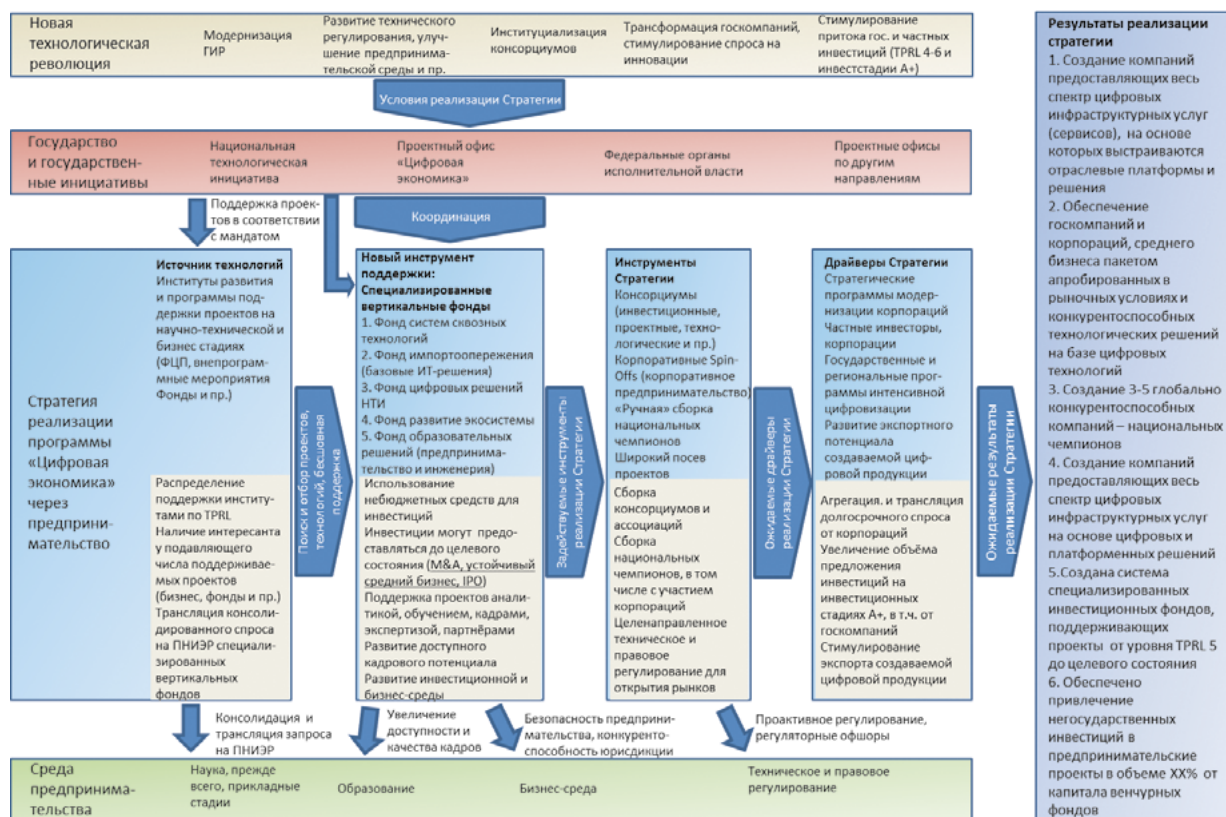 Новая
технологическая
революция
Модернизация
ГИР
Развитие технического
регулирования, улуч-
шение предпринима-
тельской среды и пр.
Институциализация
консорциумов
Трансформация госкомпаний,
стимулирование спроса на
инновации
Стимулирование
притока гос. и частных
инвестиций (TPRL 4-6 и
инвестстадии А+)
Условия реализации Стратегии
Государство
и государствен-
ные инициативы
Национальная
технологическая
инициатива
Проектный офис
«Цифровая
экономика»
Федеральные органы
исполнительной власти
Проектные офисы
по другим
направлениям
Поддержка проек-
тов в соответствии
с мандатом
Координация
Стратегия
реализации
программы
«Цифровая
экономика»
через
предприни-
мательство
Источник технологий
Институты развития
и программы под-
держки проектов на
научно-технической и
бизнес стадиях
(ФЦП, внепрограм-
мные мероприятия
Фонды и пр.)
Распределение
поддержки институ-
тами по TPRL
Наличие интересанта
у подавляющего
числа поддерживае-
мых проектов
(бизнес, фонды и пр.)
Трансляция консоли-
дированного спроса
на ПНИЭР специали-
зированных
вертикальных
фондов
Поиск и отбор проектов,
технологий, бесшовная
поддержка
Новый инструмент
поддержки:
Специализированные
вертикальные фонды
1. Фонд систем сквозных
технологий
2. Фонд импортоопережения
(базовые ИТ-решения)
3. Фонд цифровых решений
НТИ
4. Фонд развитие экосистемы
5. Фонд образовательных
решений (предпринима-
тельство и инженерия)
Использование
небюджетных средств для
инвестиций
Инвестиции могут предо-
ставляться до целевого
состояния (M&A, устойчивый
средний бизнес, IPO)
Поддержка проектов анали-
тикой, обучением, кадрами,
экспертизой, партнёрами
Развитие доступного
кадрового потенциала
Развитие инвестиционной и
бизнес-среды
Задействуемые инструменты
реализации Стратегии
Инструменты
Стратегии
Консорциумы
(инвестиционные,
проектные, техно-
логические и пр.)
Корпоративные Spin-
Offs (корпоративное
предпринимательство)
«Ручная» сборка
национальных
чемпионов
Широкий посев
проектов
Сборка
консорциумов и
ассоциаций
Сборка
национальных
чемпионов, в том
числе с участием
корпораций
Целенаправленное
техническое и
правовое
регулирование для
открытия рынков
Ожидаемые драйверы
реализации Стратегии
Драйверы Стратегии
Стратегические
программы модер-
низации корпораций
Частные инвесторы,
корпорации
Государственные и
региональные прог-
раммы интенсивной
цифровизации
Развитие экспортного
потенциала
создаваемой циф-
ровой продукции
Агрегация. и трансляция
долгосрочного спроса
от корпораций
Увеличение объёма
предложения
инвестиций на
инвестиционных
стадиях А+, в т.ч. от
госкомпаний
Стимулирование
экспорта создаваемой
цифровой продукции
Ожидаемые результаты
реализации Стратегии
Консолидация и
трансляция запроса
на ПНИЭР
Увеличение
доступности и
качества кадров
Безопасность предприни-
мательства, конкуренто-
способность юрисдикции
Проактивное регулирование,
регуляторные офшоры
Среда
предпринима-
тельства
Наука, прежде
всего, прикладные
стадии
Образование
Бизнес-среда
Техническое и правовое
регулирование
Результаты реализации
стратегии
1. Создание компаний
предоставляющих весь
спектр цифровых
инфраструктурных услуг
(сервисов), на основе
которых выстраиваются
отраслевые платформы и
решения
2. Обеспечение
госкомпаний и
корпораций, среднего
бизнеса пакетом
апробированных в
рыночных условиях и
конкурентоспособных
технологических решений
на базе цифровых
технологий
3. Создание 3-5 глобально
конкурентоспособных
компаний – национальных
чемпионов
4. Создание компаний
предоставляющих весь
спектр цифровых
инфраструктурных услуг
на основе цифровых и
платформенных решений
5.Создана система
специализированных
инвестиционных фондов,
поддерживающих
проекты от уровня TPRL 5
до целевого состояния
6. Обеспечено
привлечение
негосударственных
инвестиций в
предпринимательские
проекты в объеме XX% от
капитала венчурных
фондов